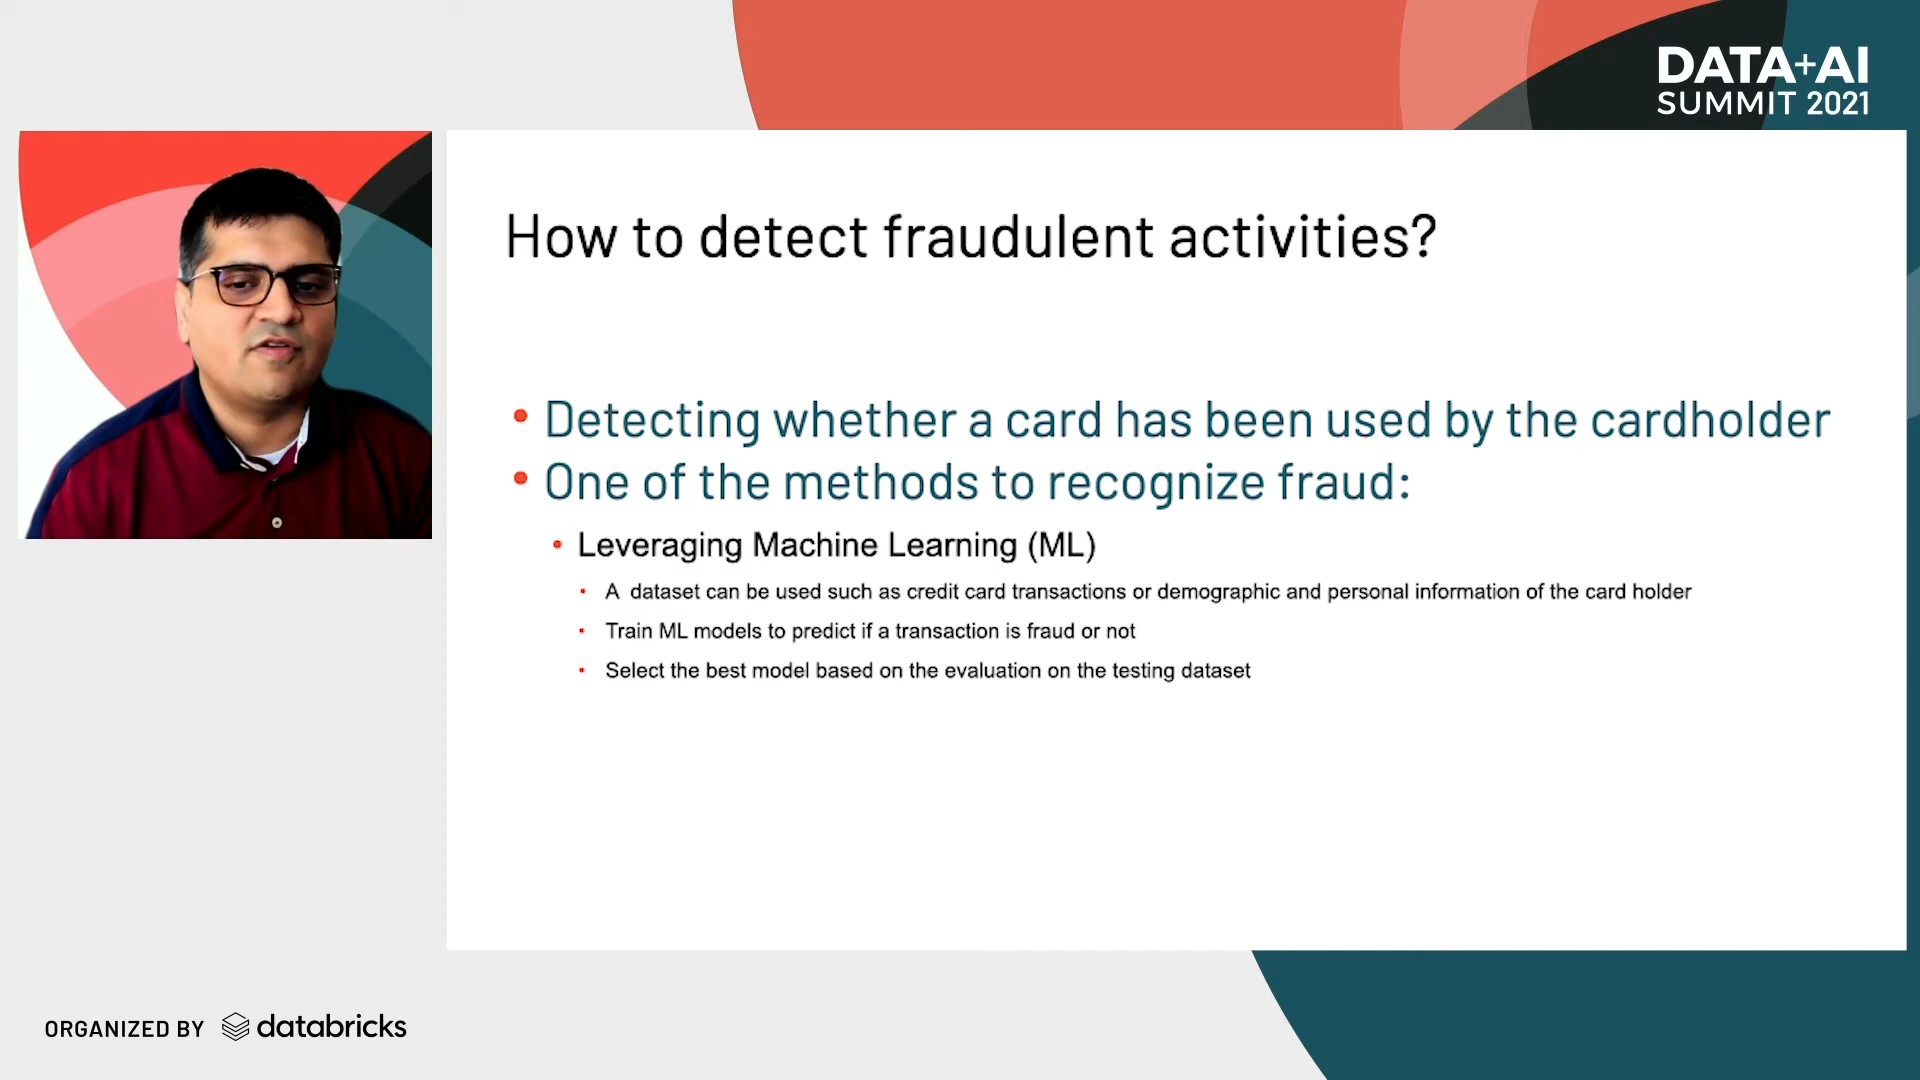 DATA+AI
SUMMIT 2021
How to detect fraudulent activities?
• Detecting whether a card has been used by the cardholder
• One of the methods to recognize fraud:
• Leveraging Machine Learning (ML)
• A dataset can be used such as credit card transactions or demographic and personal information of the card holder
• Train ML models to predict if a transaction is fraud or not
• Select the best model based on the evaluation on the testing dataset
ORGANIZED BY databricks